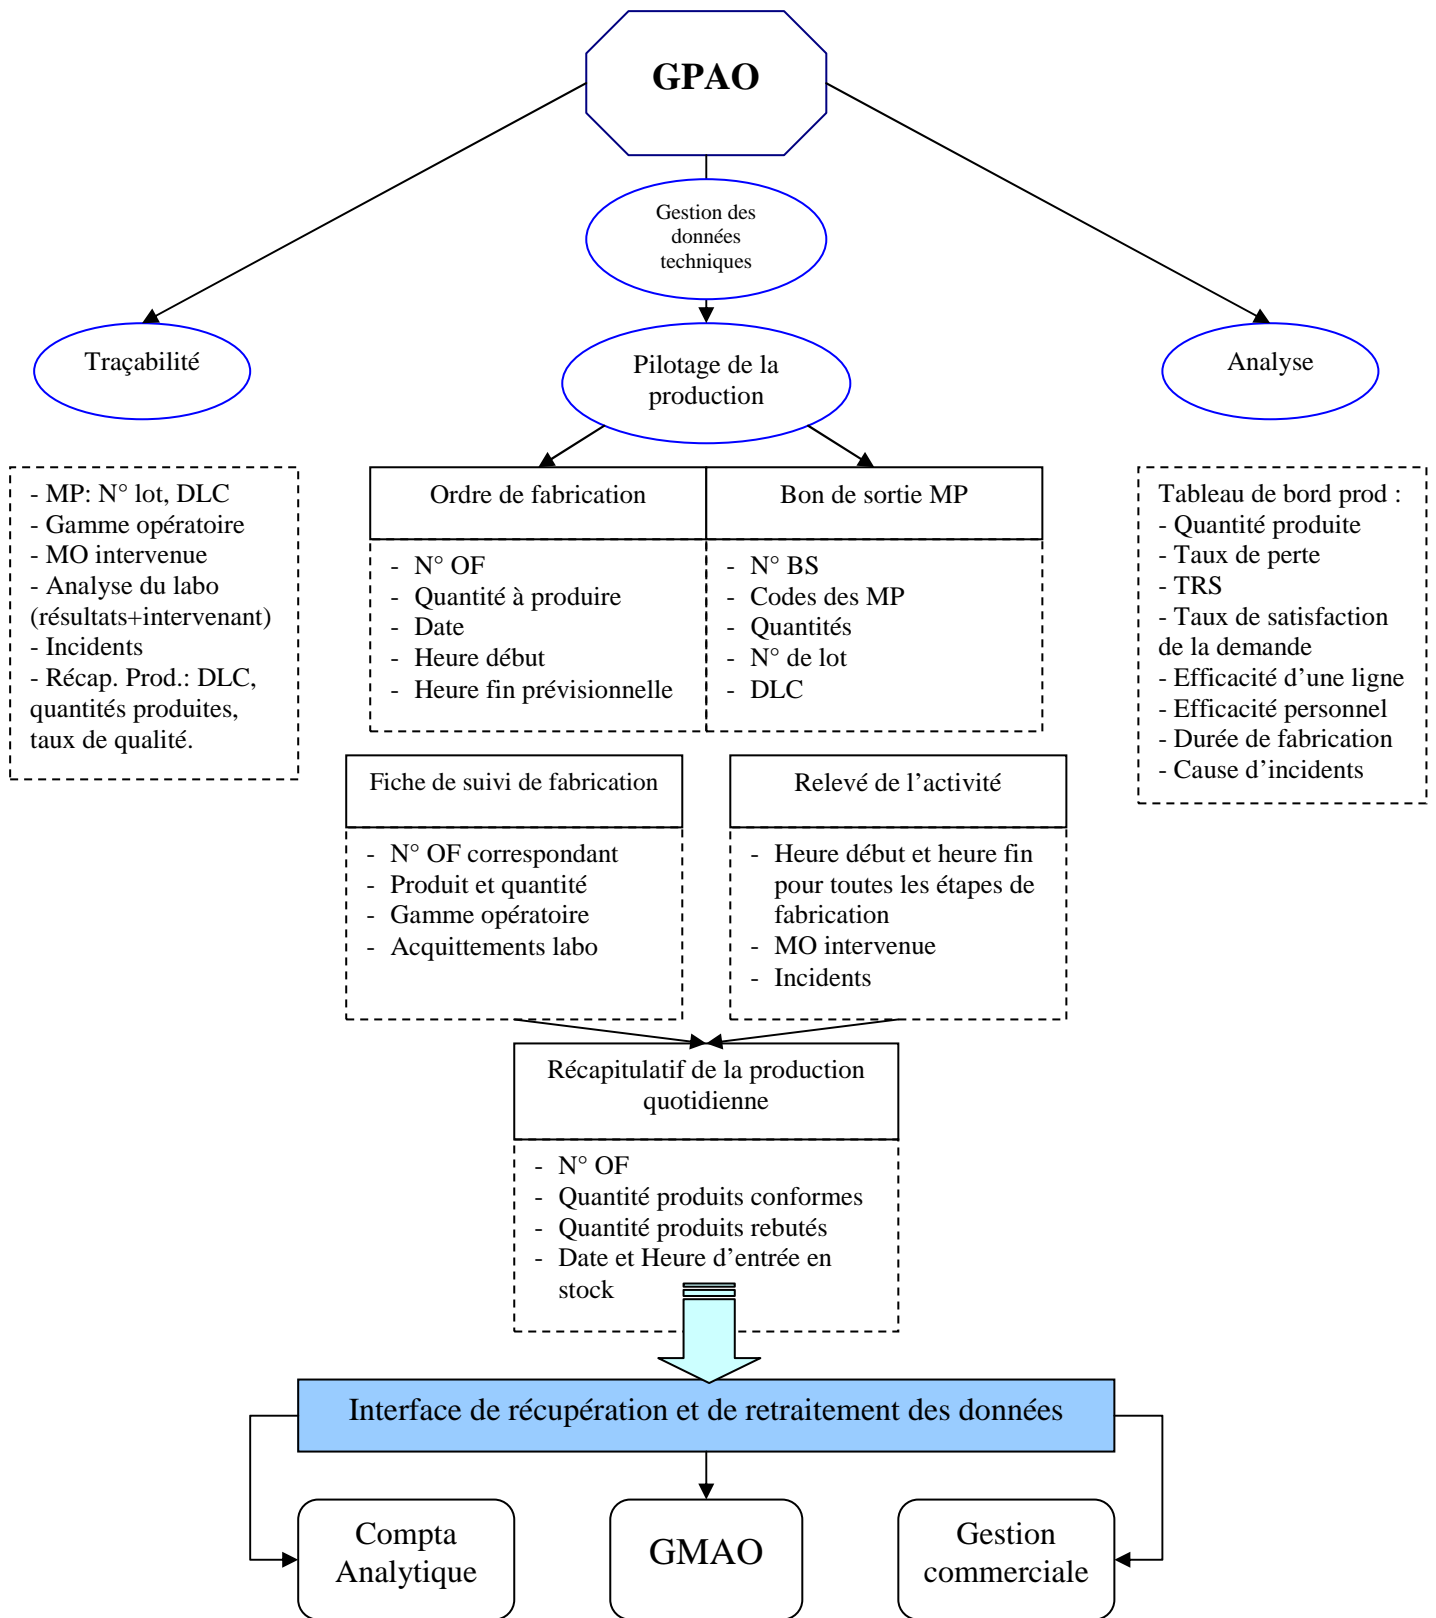 GPAO
Gestion des
données
techniques
Traçabilité
Pilotage de la
production
Analyse
- MP: N° lot, DLC
- Gamme opératoire
- MO intervenue
- Analyse du labo
(résultats+intervenant)
- Incidents
- Récap. Prod.: DLC,
quantités produites,
taux de qualité.
Ordre de fabrication
- N° OF
- Quantité à produire
- Date
- Heure début
- Heure fin prévisionnelle
Bon de sortie MP
- N° BS
- Codes des MP
- Quantités
- N° de lot
- DLC
Tableau de bord prod :
- Quantité produite
- Taux de perte
- TRS
- Taux de satisfaction
de la demande
- Efficacité d’une ligne
- Efficacité personnel
- Durée de fabrication
- Cause d’incidents
Fiche de suivi de fabrication
- N° OF correspondant
- Produit et quantité
- Gamme opératoire
- Acquittements labo
Relevé de l’activité
- Heure début et heure fin
pour toutes les étapes de
fabrication
- MO intervenue
- Incidents
Récapitulatif de la production
quotidienne
- N° OF
- Quantité produits conformes
- Quantité produits rebutés
- Date et Heure d’entrée en
stock
Interface de récupération et de retraitement des données
Compta
Analytique
GMAO
Gestion
commerciale